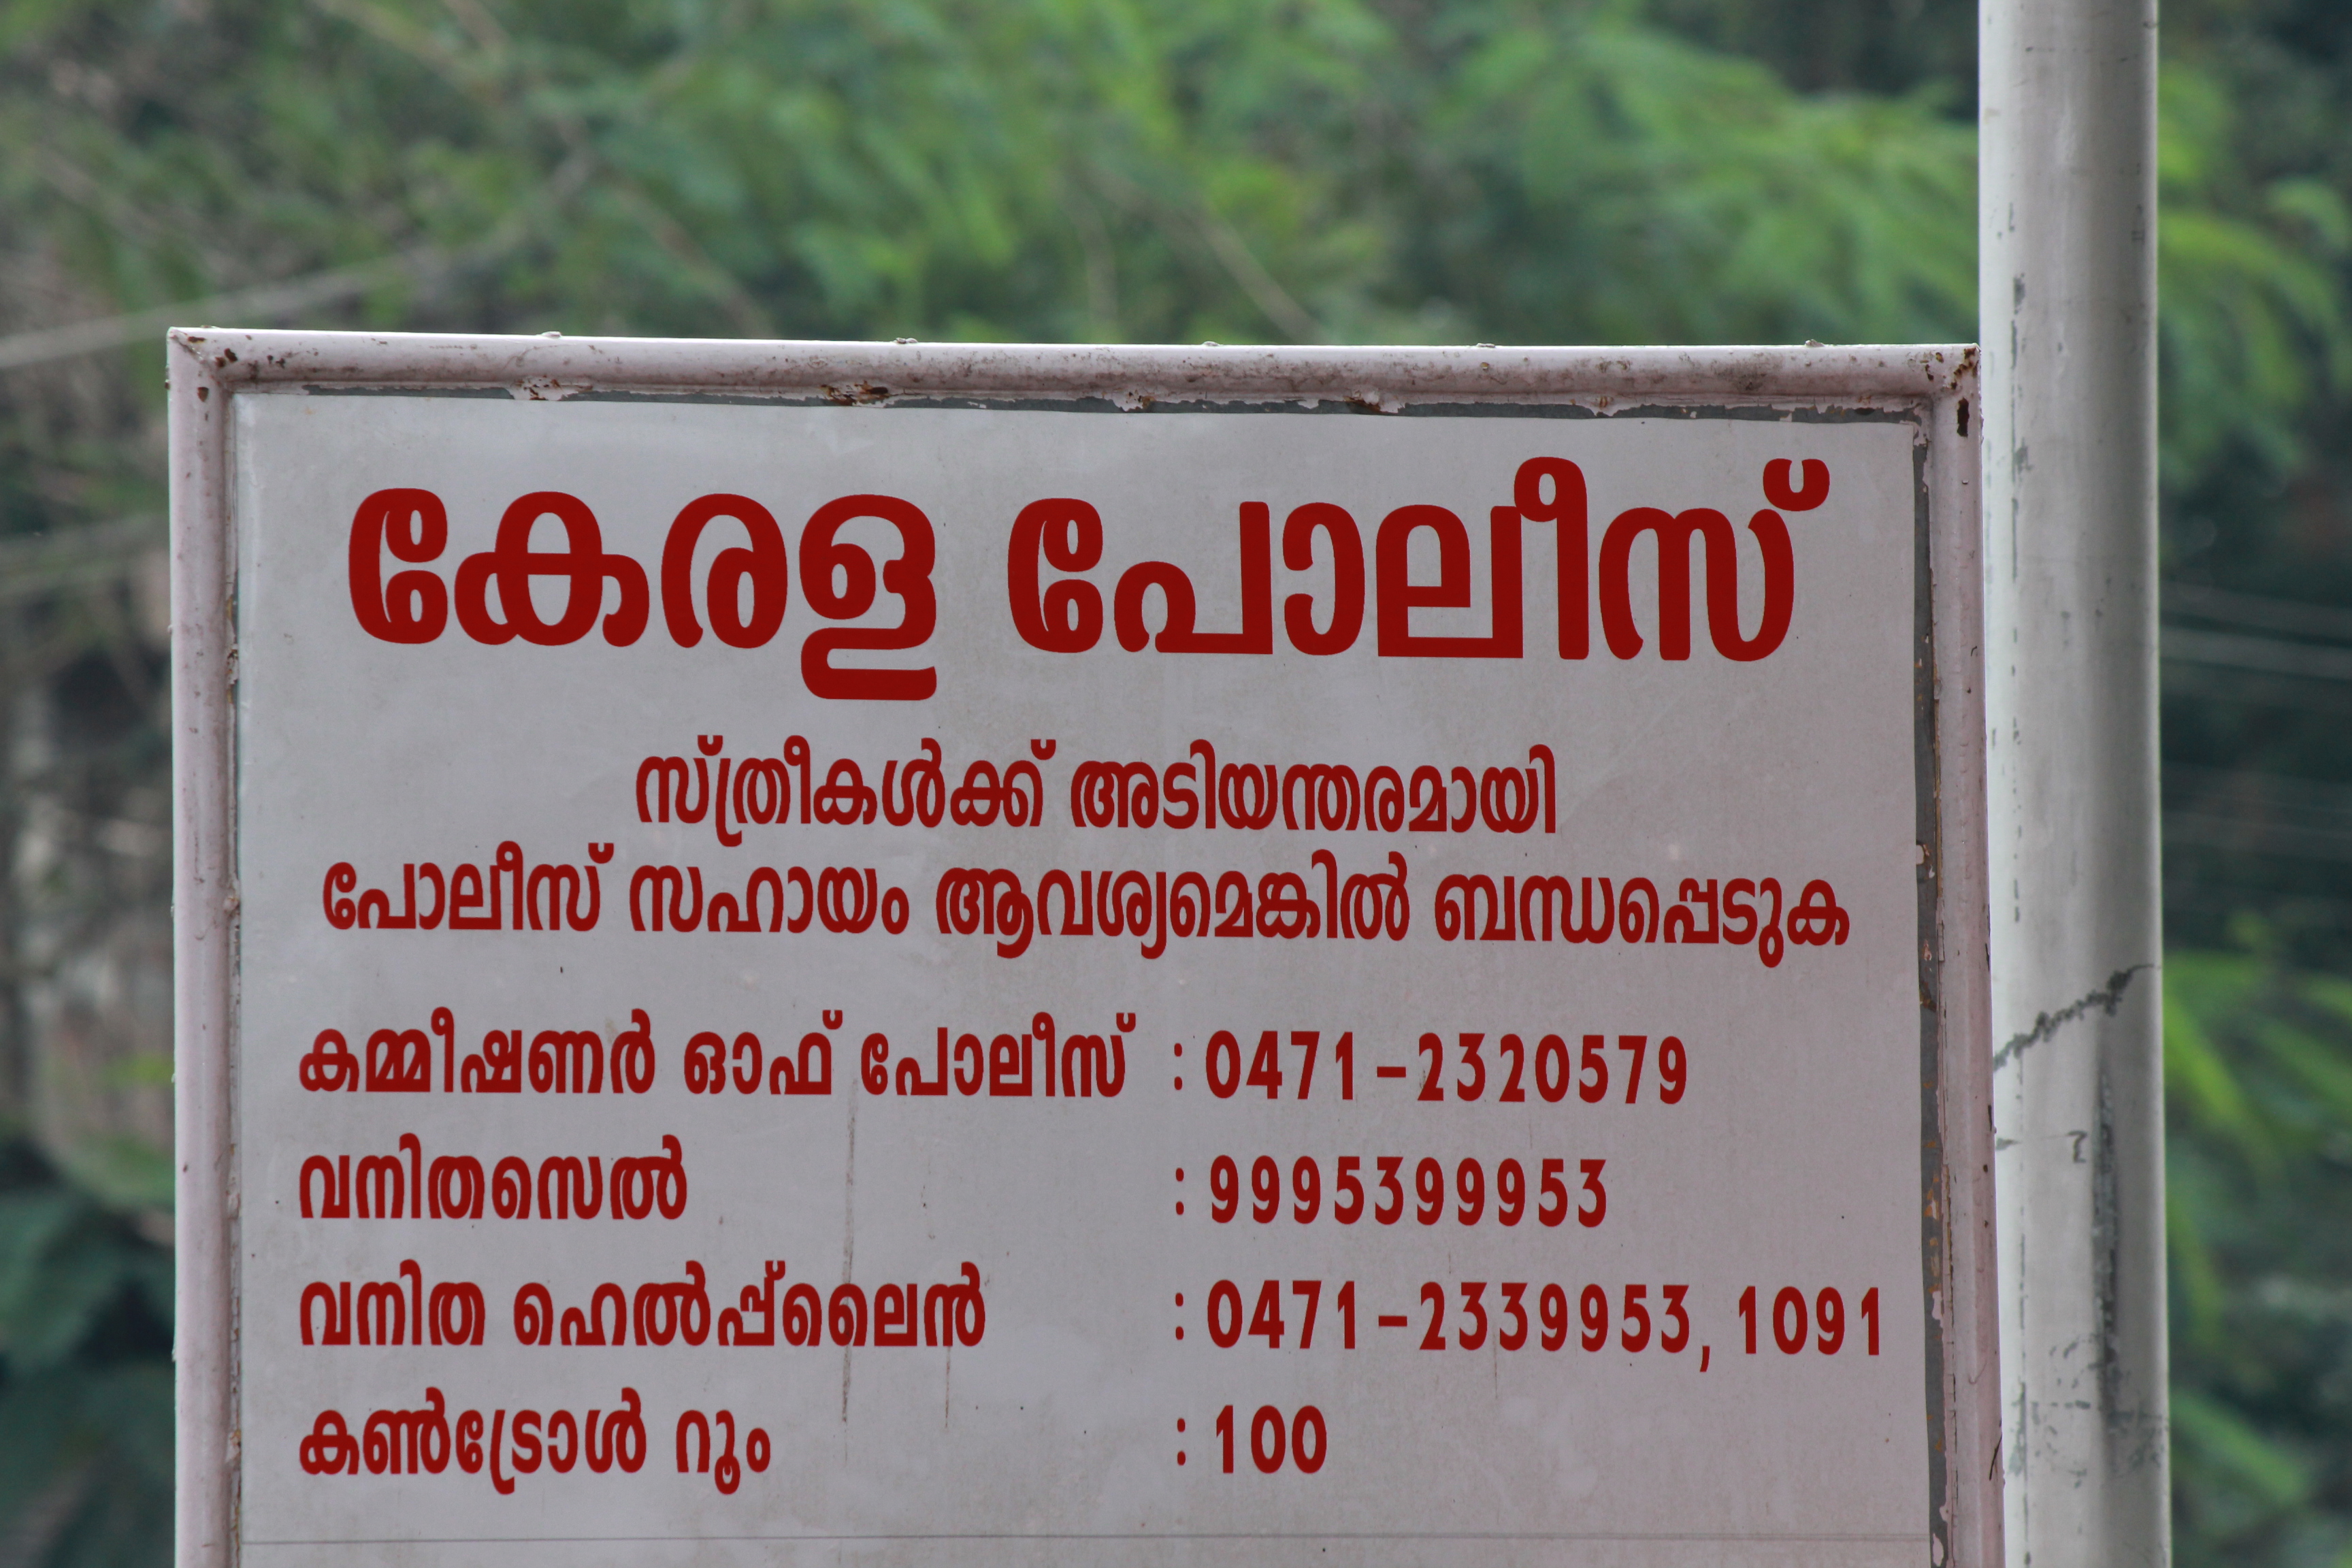 കേരള പോലീസ്
സ്ത്രീകൾക്ക് അടിയന്തരമായി
പോലീസ് സഹായം ആവശ്യമെങ്കിൽ ബന്ധപ്പെടുക
കമ്മീഷണർ ഓഫ് പോലീസ് : 0471-2320579
വനിതസെൽ : 9995399953
വനിത ഹെൽപ്പ്ലൈൻ : 0471-2339953, 1091
കൺട്രോൾ റൂം : 100